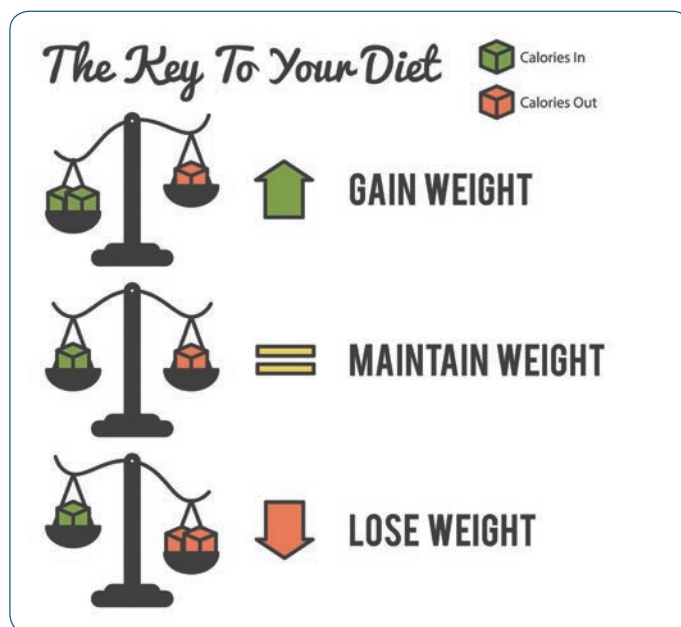 The Key To Your Diet
Calories In
Calories Out
GAIN WEIGHT
MAINTAIN WEIGHT
LOSE WEIGHT